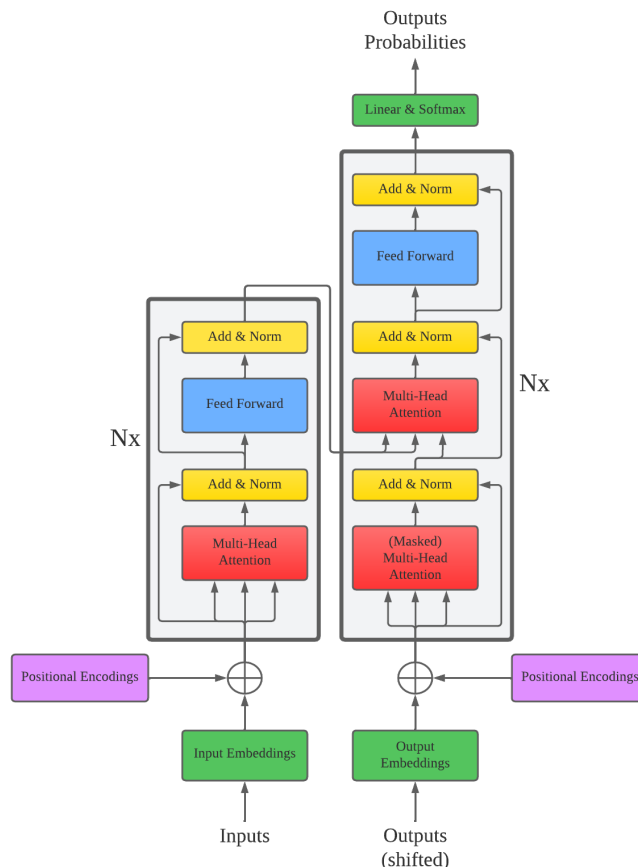 Outputs
Probabilities
Linear & Softmax
Add & Norm
Feed Forward
Add & Norm
Multi-Head
Attention
Nx
Add & Norm
(Masked)
Multi-Head
Attention
Add & Norm
Feed Forward
Nx
Add & Norm
Multi-Head
Attention
Positional Encodings
Positional Encodings
Input Embeddings
Output
Embeddings
Inputs
Outputs
(shifted)